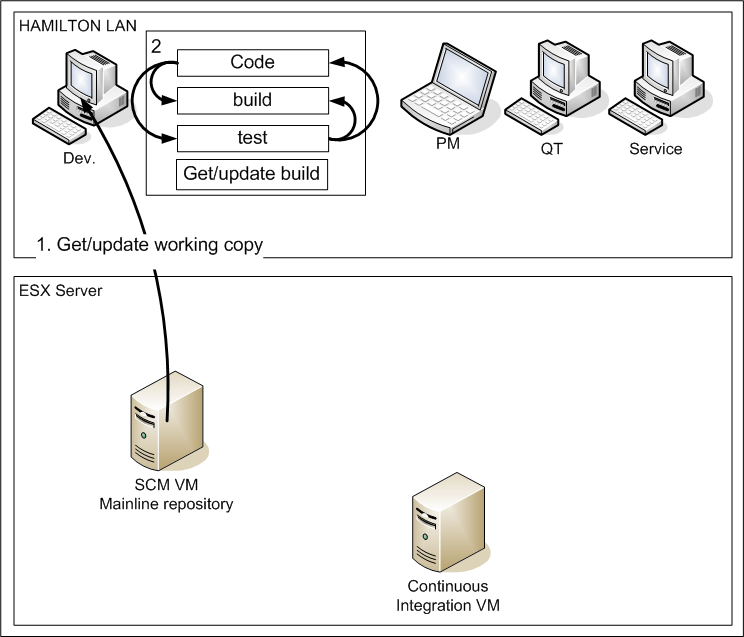 HAMILTON LAN
2
Code
build
test
Get/update build
Dev.
PM
QT
Service
1. Get/update working copy
ESX Server
SCM VM
Mainline repository
Continuous
Integration VM